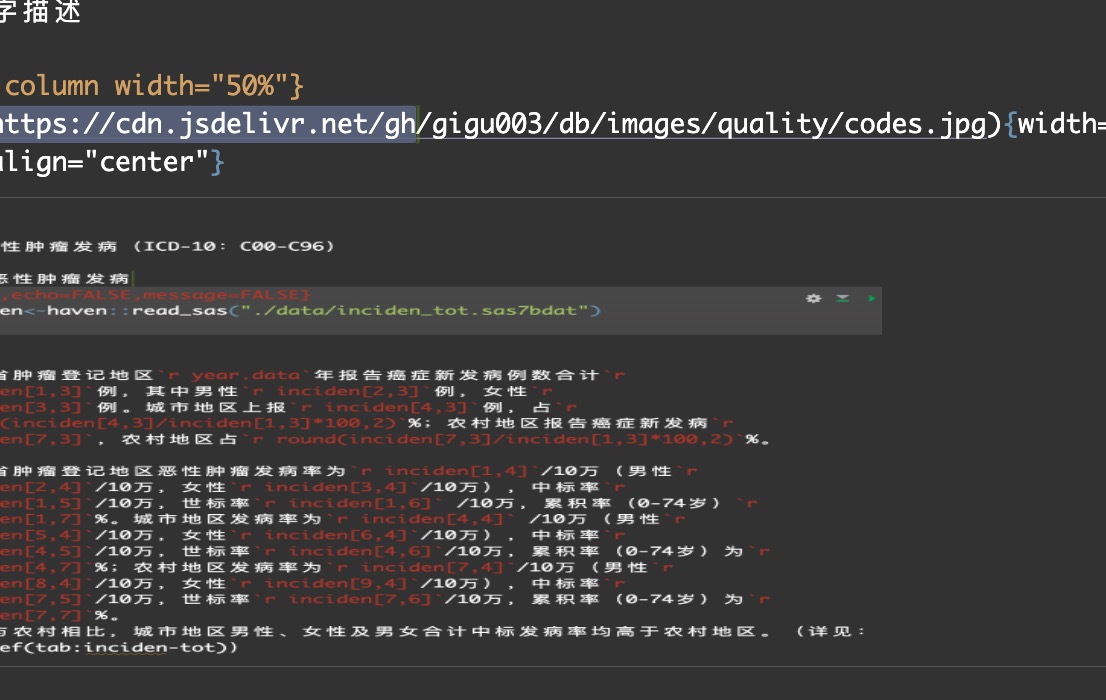 字描述
column width="50%"}
https://cdn.jsdelivr.net/gh/gigu003/db/images/quality/codes.jpg){width=
align="center"}
性肿瘤发病 (ICD-10: C00-C96)
恶性肿瘤发病
,echo=FALSE,message=FALSE}
en<-haven::read_sas("./data/inciden_tot.sas7bdat")
省肿瘤登记地区`r year.data`年报告癌症新发病例数合计`r
en[1,3]`例, 其中男性`r inciden[2,3]`例, 女性`r
en[3,3]`例。城市地区上报`r inciden[4,3]`例, 占`r
(inciden[4,3]/inciden[1,3]*100,2)`%; 农村地区报告癌症新发病`r
en[7,3]`, 农村地区占`r round(inciden[7,3]/inciden[1,3]*100,2)`%。
省肿瘤登记地区恶性肿瘤发病率为`r inciden[1,4]`/10万 (男性`r
en[2,4]`/10万, 女性`r inciden[3,4]`/10万) , 中标率`r
en[1,5]`/10万, 世标率`r inciden[1,6]` /10万, 累积率 (0-74岁) `r
en[1,7]`%。城市地区发病率为`r inciden[4,4]` /10万 (男性`r
en[5,4]`/10万, 女性`r inciden[6,4]`/10万) , 中标率`r
en[4,5]`/10万, 世标率`r inciden[4,6]`/10万, 累积率 (0-74岁) 为`r
en[4,7]`%; 农村地区发病率为`r inciden[7,4]`/10万 (男性`r
en[8,4]`/10万, 女性`r inciden[9,4]`/10万) , 中标率`r
en[7,5]`/10万, 世标率`r inciden[7,6]`/10万, 累积率 (0-74岁) 为`r
en[7,7]`%。
与农村相比, 城市地区男性、女性及男女合计中标发病率均高于农村地区。 (详见:
ef(tab:inciden-tot))